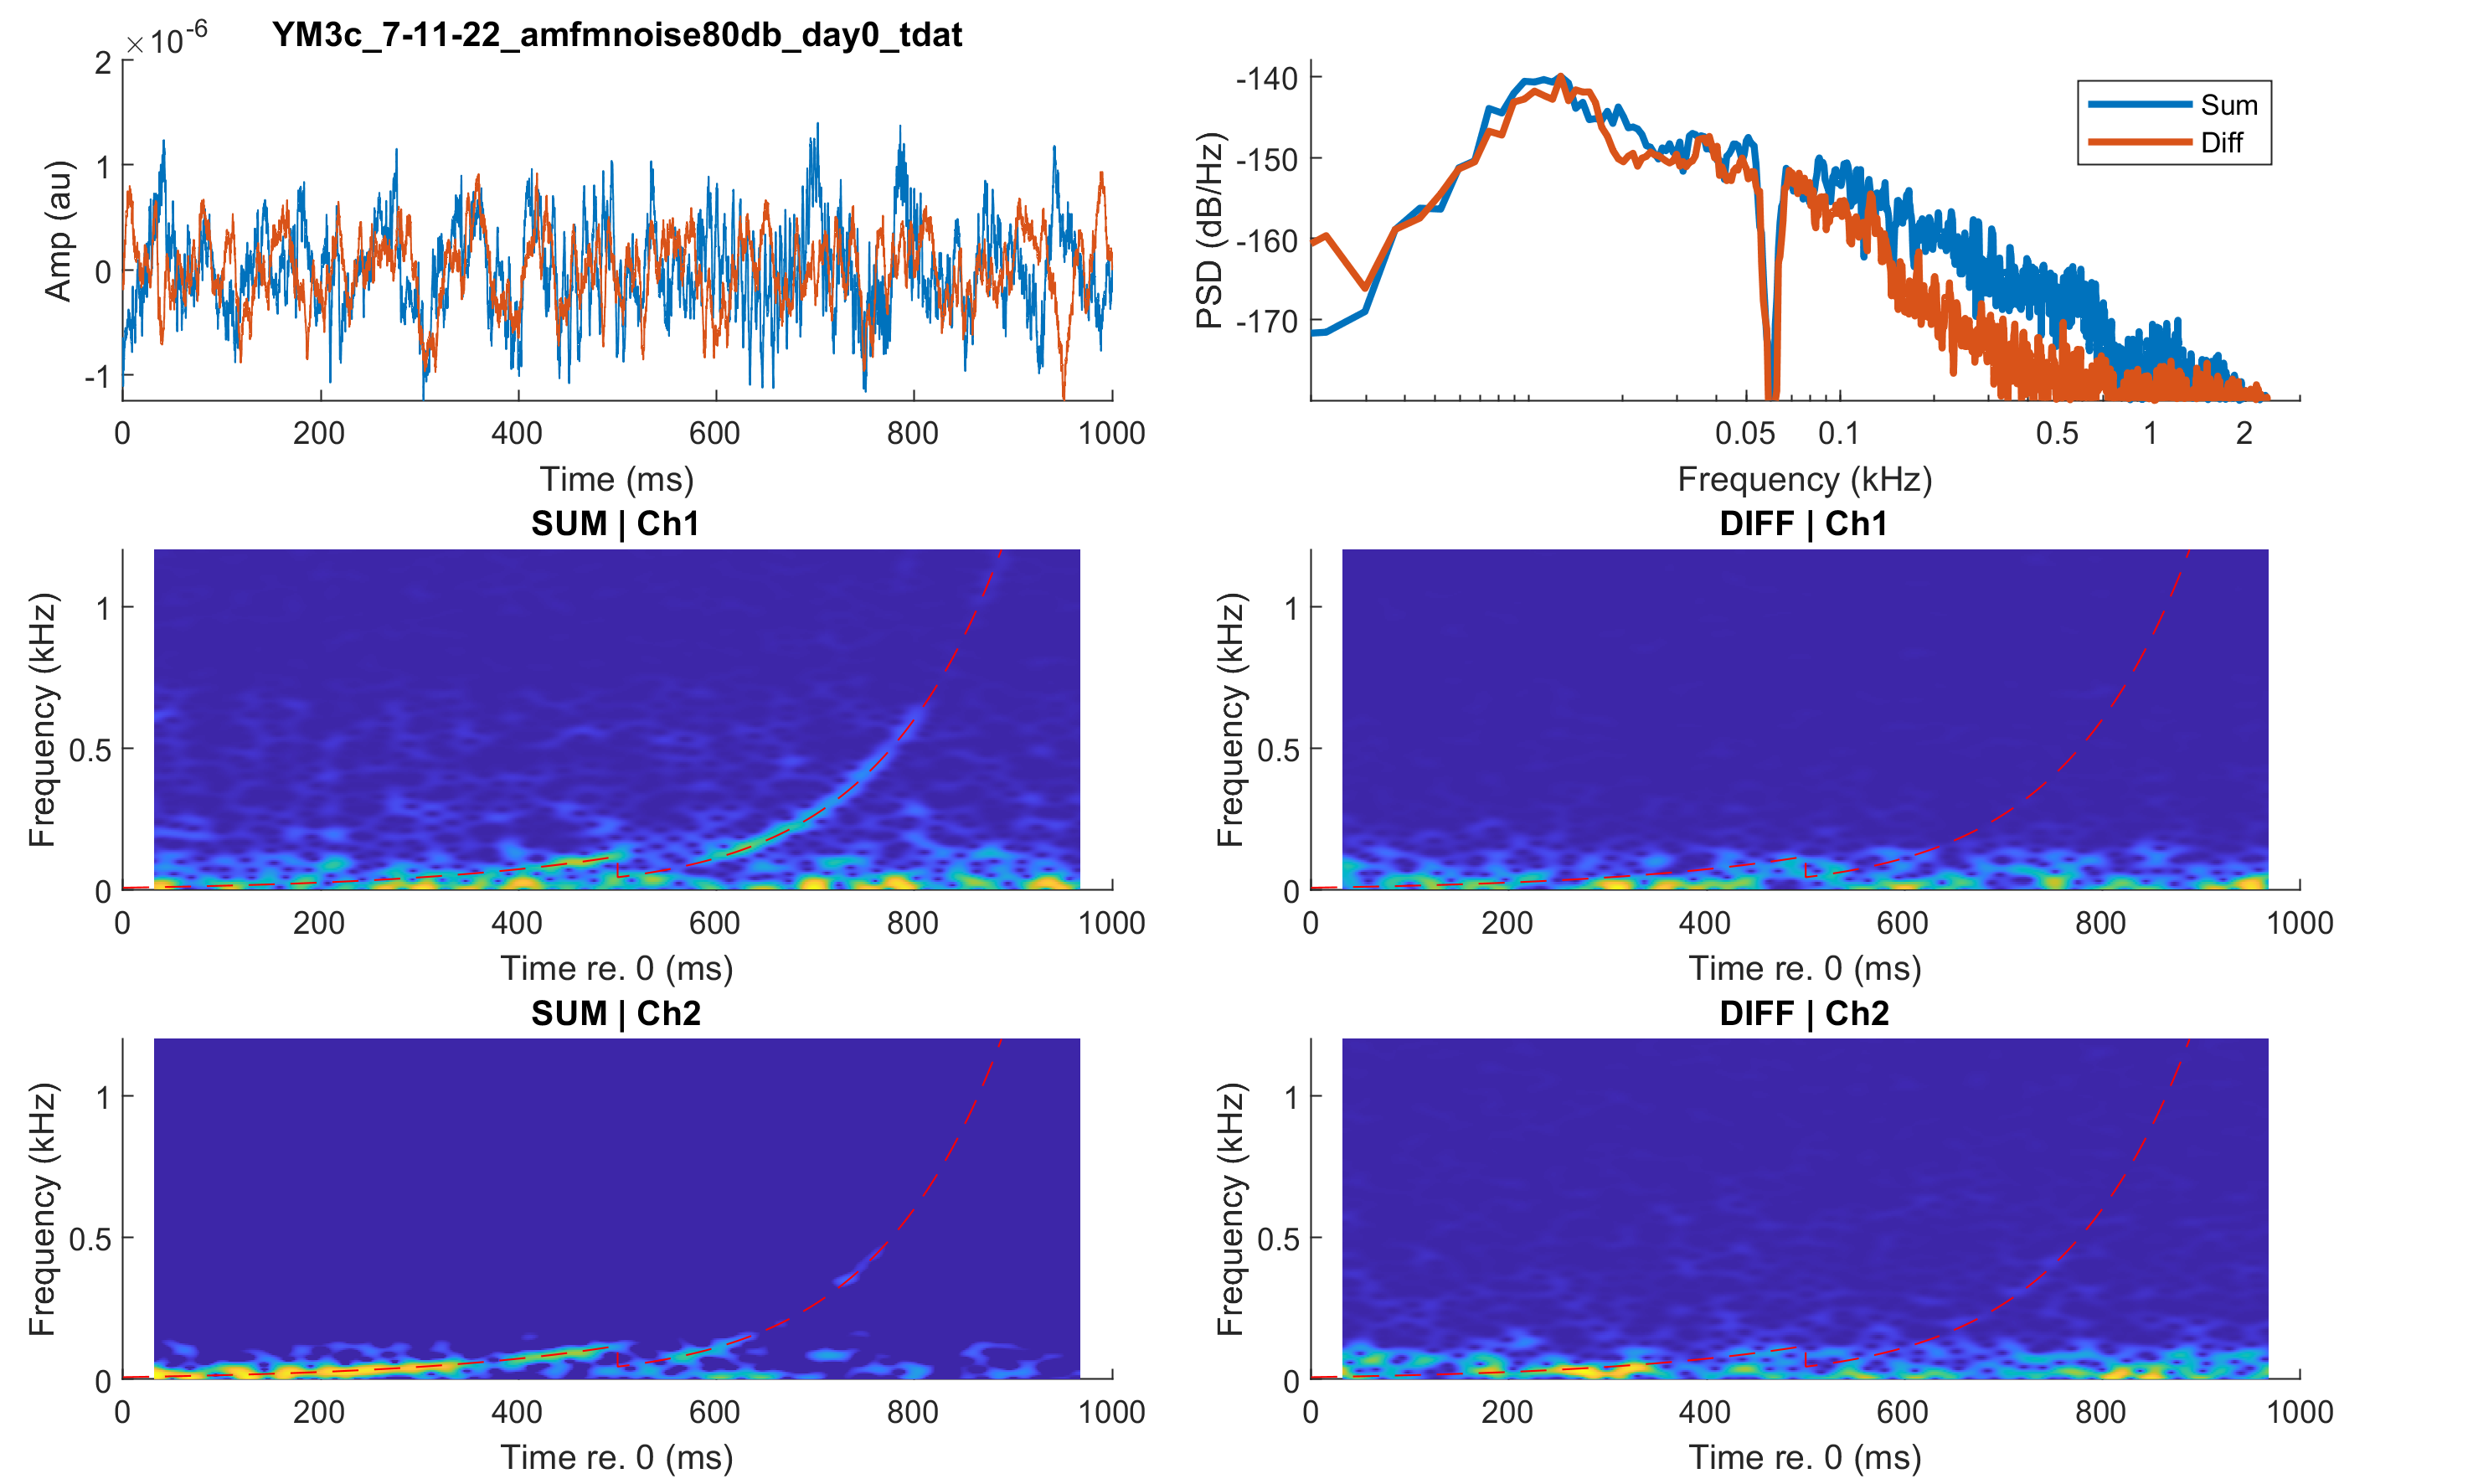 YM3c_7-11-22_amfmnoise80db_day0_tdat
×10^-6
2
1
0
-1
Amp (au)
0 200 400 600 800 1000
Time (ms)
-140
-150
-160
-170
PSD (dB/Hz)
Sum
Diff
0.05 0.1 0.5 1 2
Frequency (kHz)
SUM | Ch1
1
0.5
0
Frequency (kHz)
0 200 400 600 800 1000
Time re. 0 (ms)
DIFF | Ch1
1
0.5
0
Frequency (kHz)
0 200 400 600 800 1000
Time re. 0 (ms)
SUM | Ch2
1
0.5
0
Frequency (kHz)
0 200 400 600 800 1000
Time re. 0 (ms)
DIFF | Ch2
1
0.5
0
Frequency (kHz)
0 200 400 600 800 1000
Time re. 0 (ms)